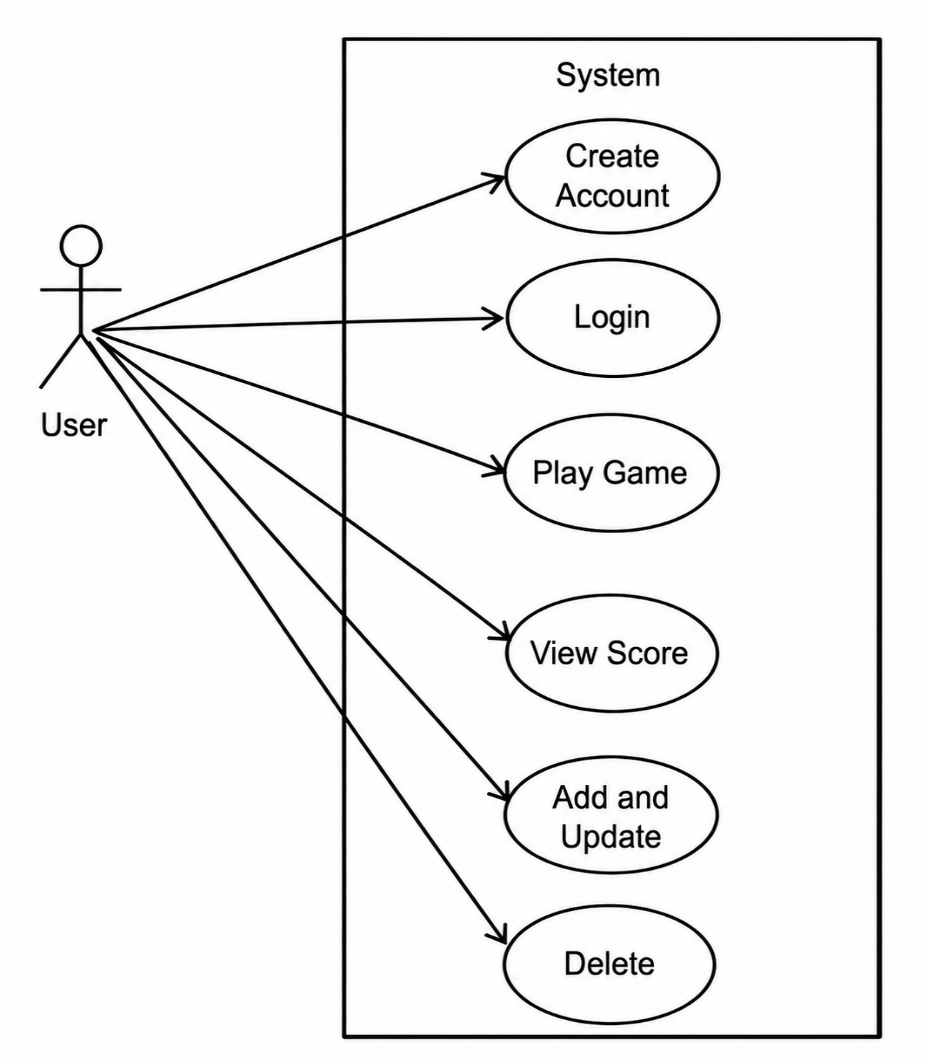 System
Create
Account
Login
User
Play Game
View Score
Add and
Update
Delete